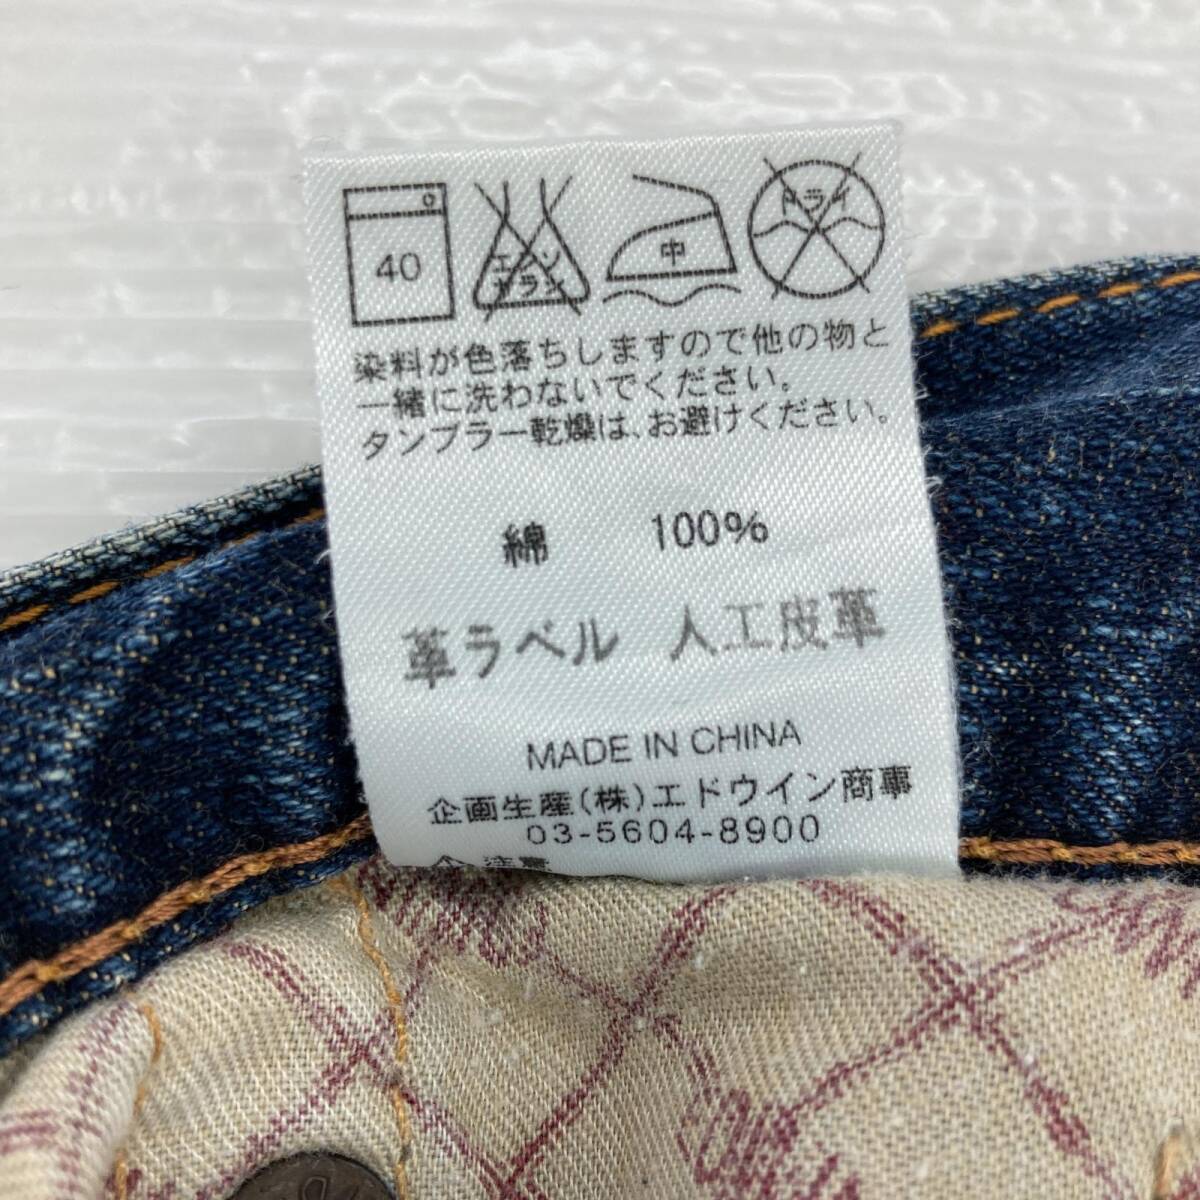 40
エンソ
サラシ
中
ドライ
染料が色落ちしますので他の物と
一緒に洗わないでください。
タンブラー乾燥は、お避けください。
綿 100%
革ラベル 人工皮革
MADE IN CHINA
企画生産(株)エドウイン商事
03-5604-8900